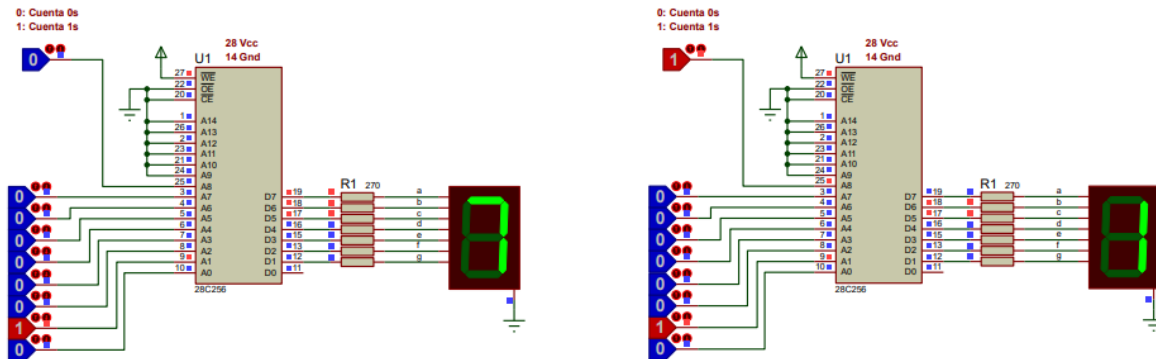 0: Cuenta 0s
1: Cuenta 1s
0
28 Vcc
14 Gnd
U1
27 WE
22 OE
20 CE
1 A14
26 A13
2 A12
23 A11
21 A10
24 A9
25 A8
3 A7
4 A6
5 A5
6 A4
7 A3
8 A2
9 A1
10 A0
D7 19
D6 18
D5 17
D4 16
D3 15
D2 13
D1 12
D0 11
28C256
R1 270
a
b
c
d
e
f
g
0
0
0
0
0
0
1
0
0: Cuenta 0s
1: Cuenta 1s
1
28 Vcc
14 Gnd
U1
27 WE
22 OE
20 CE
1 A14
26 A13
2 A12
23 A11
21 A10
24 A9
25 A8
3 A7
4 A6
5 A5
6 A4
7 A3
8 A2
9 A1
10 A0
D7 19
D6 18
D5 17
D4 16
D3 15
D2 13
D1 12
D0 11
28C256
R1 270
a
b
c
d
e
f
g
0
0
0
0
0
0
1
0